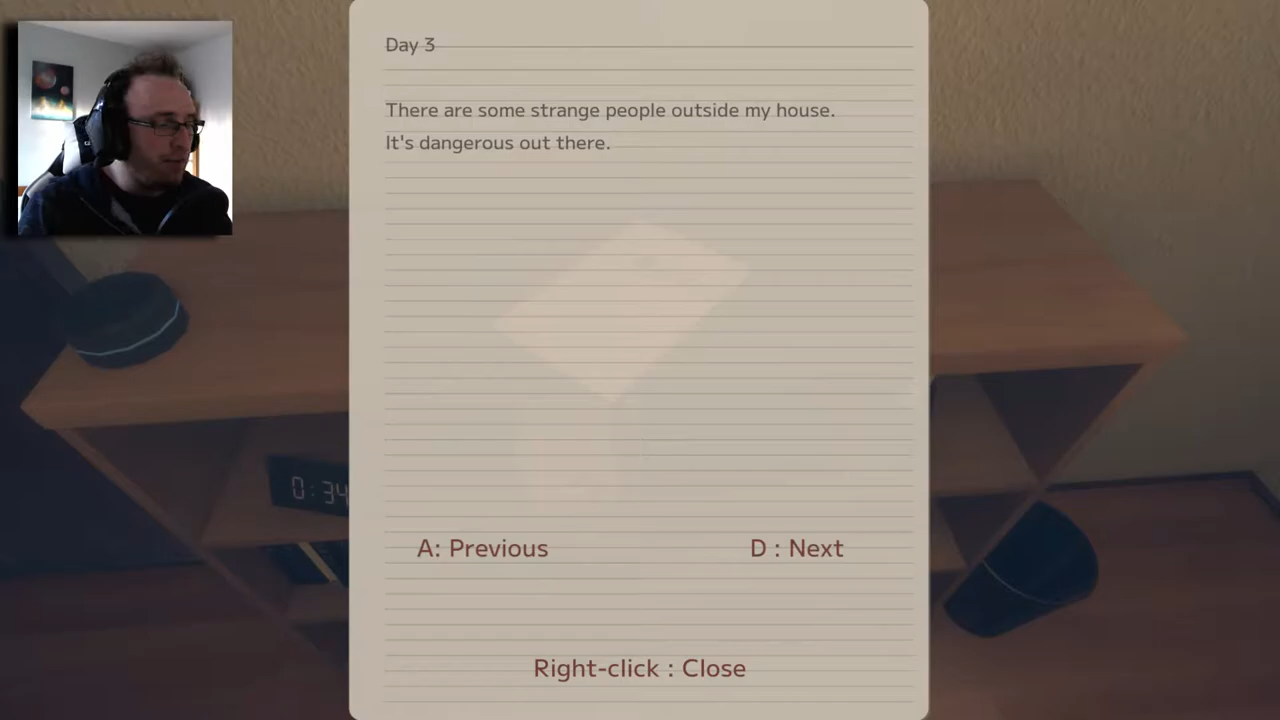 Day 3
There are some strange people outside my house.
It's dangerous out there.
0:34
A: Previous
D : Next
Right-click : Close